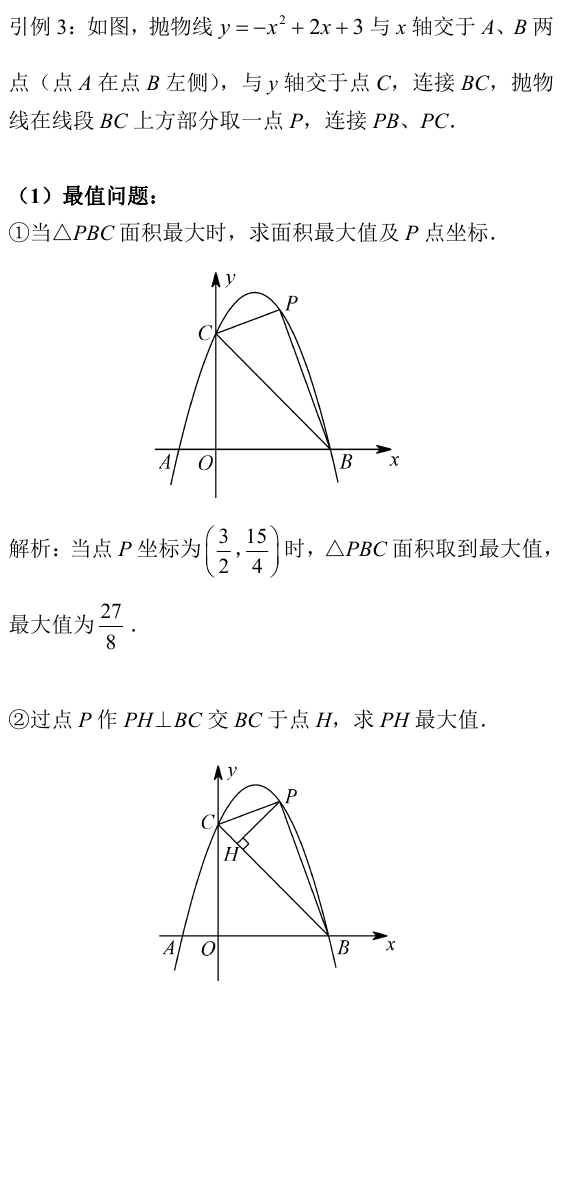 引例 3：如图，抛物线 y=−x²+2x+3 与 x 轴交于 A、B 两
点（点 A 在点 B 左侧），与 y 轴交于点 C，连接 BC，抛物
线在线段 BC 上方部分取一点 P，连接 PB、PC．
（1）最值问题：
①当△PBC 面积最大时，求面积最大值及 P 点坐标．
y
P
C
A
O
B
x
解析：当点 P 坐标为(3/2, 15/4)时，△PBC 面积取到最大值，
最大值为27/8．
②过点 P 作 PH⊥BC 交 BC 于点 H，求 PH 最大值．
y
P
C
H
A
O
B
x